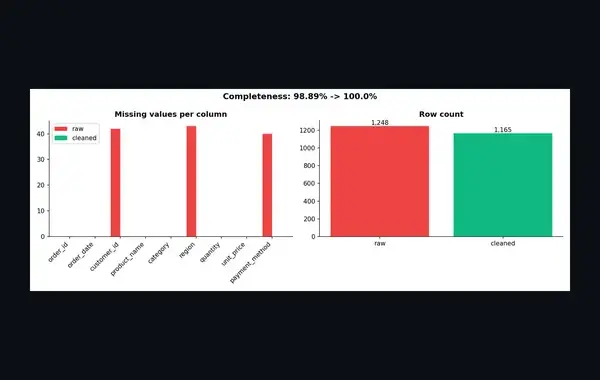 Completeness: 98.89% -> 100.0%
Missing values per column
raw
cleaned
40
30
20
10
0
order_id
order_date
customer_id
product_name
category
region
quantity
unit_price
payment_method
Row count
1200
1000
800
600
400
200
0
1,248
1,165
raw
cleaned